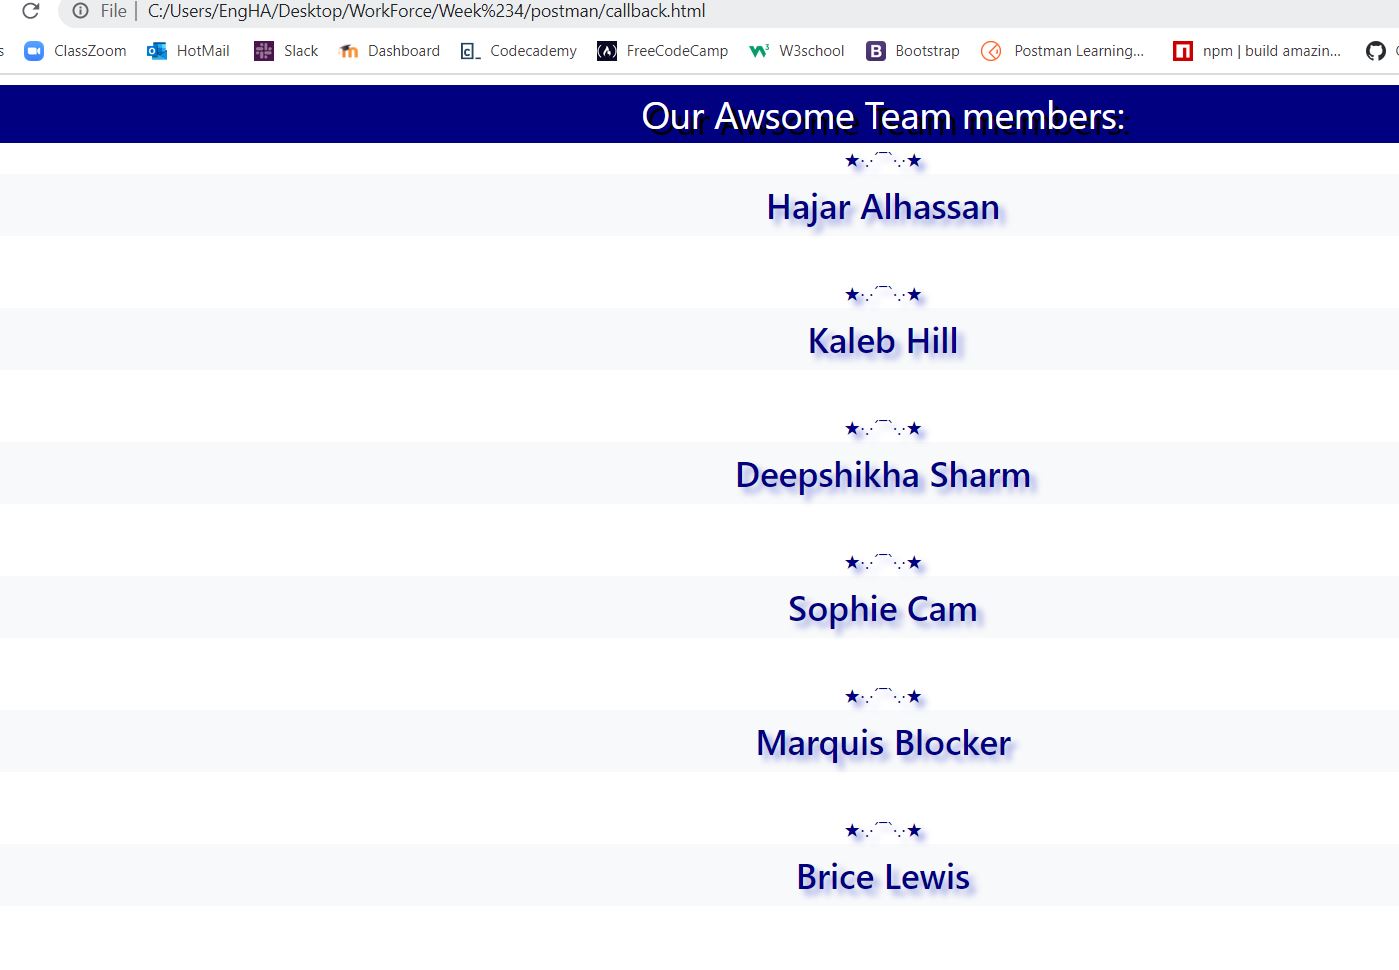 File | C:/Users/EngHA/Desktop/WorkForce/Week%234/postman/callback.html
s ClassZoom HotMail Slack Dashboard Codecademy FreeCodeCamp W3school Bootstrap Postman Learning... npm | build amazin...
Our Awsome Team members:
★·.·´¯`·.·★
Hajar Alhassan
★·.·´¯`·.·★
Kaleb Hill
★·.·´¯`·.·★
Deepshikha Sharm
★·.·´¯`·.·★
Sophie Cam
★·.·´¯`·.·★
Marquis Blocker
★·.·´¯`·.·★
Brice Lewis